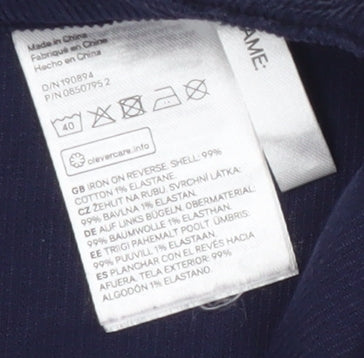 Made in China
Fabriqué en Chine
Hecho en China
D/N 190894
P/N 0850795 2
40
clevercare.info
GB IRON ON REVERSE. SHELL: 99%
COTTON 1% ELASTANE.
CZ ŽEHLIT NA RUBU. SVRCHNÍ LÁTKA:
99% BAVLNA 1% ELASTAN.
DE AUF LINKS BÜGELN. OBERMATERIAL:
99% BAUMWOLLE 1% ELASTHAN.
EE TRIIGI PAHEMALT POOLT. ÜMBRIS:
99% PUUVILL 1% ELASTAAN.
ES PLANCHAR CON EL REVÉS HACIA
AFUERA. TELA EXTERIOR: 99%
ALGODÓN 1% ELASTANO
AME: